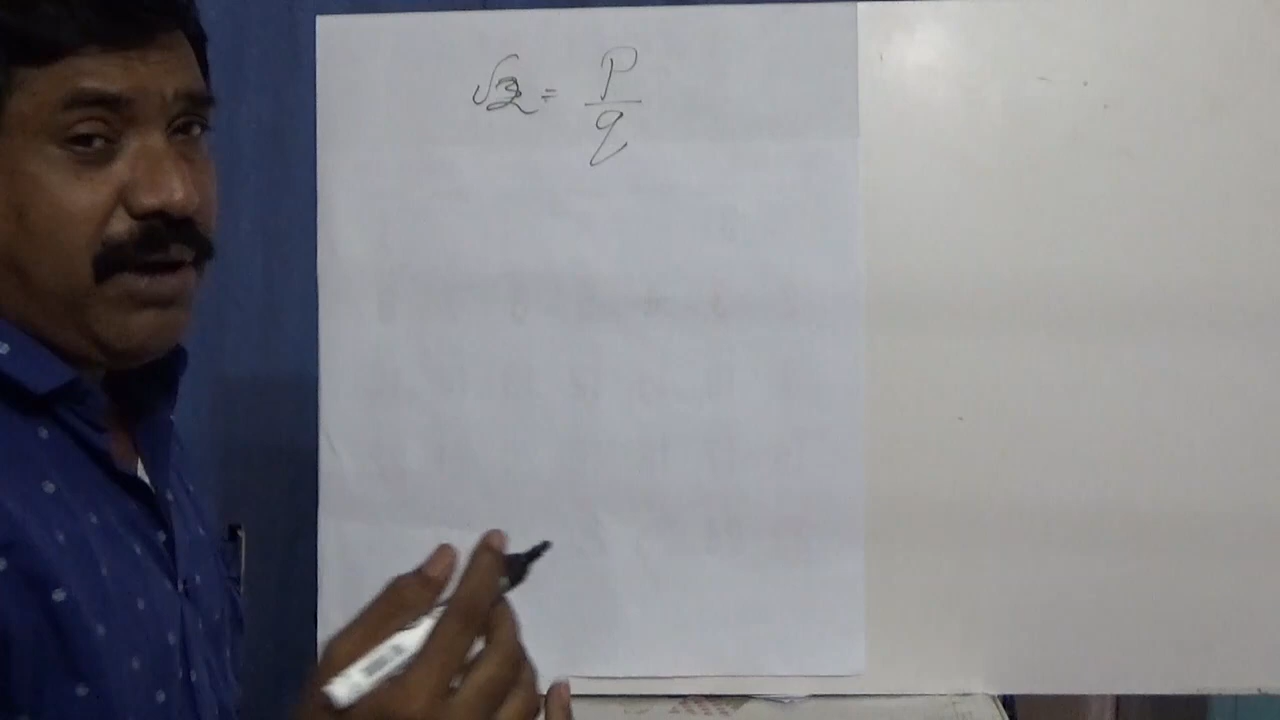 √2 = P/q